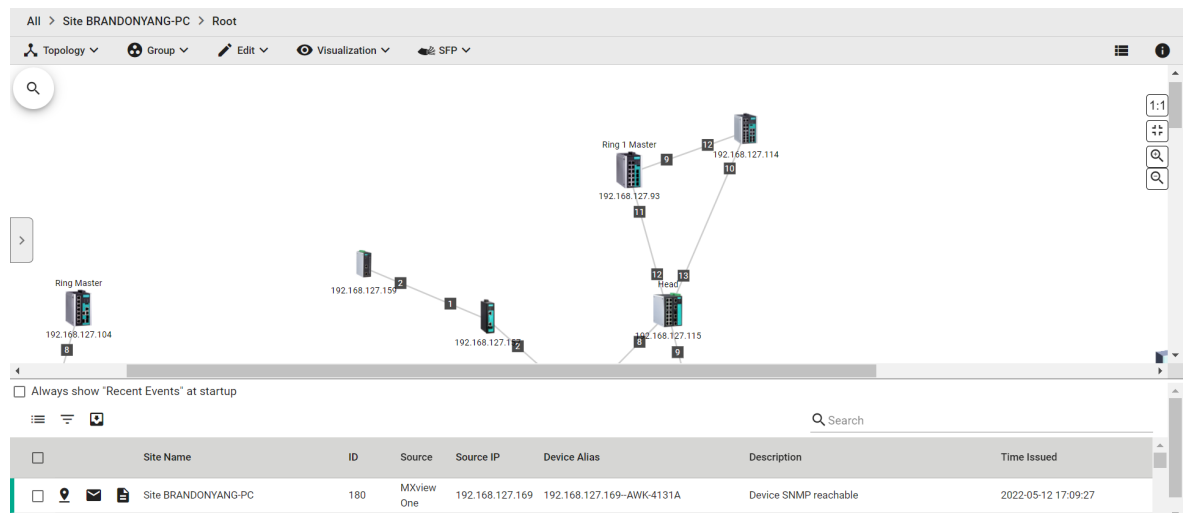 All > Site BRANDONYANG-PC > Root
Topology Group Edit Visualization SFP
1:1
Ring 1 Master
12
192.168.127.114
9
10
192.168.127.93
11
12 13
Head
192.168.127.115
8
9
2
192.168.127.159
1
192.168.127.1
2
Ring Master
192.168.127.104
8
Always show "Recent Events" at startup
Search
Site Name ID Source Source IP Device Alias Description Time Issued
Site BRANDONYANG-PC 180 MXview One 192.168.127.169 192.168.127.169--AWK-4131A Device SNMP reachable 2022-05-12 17:09:27